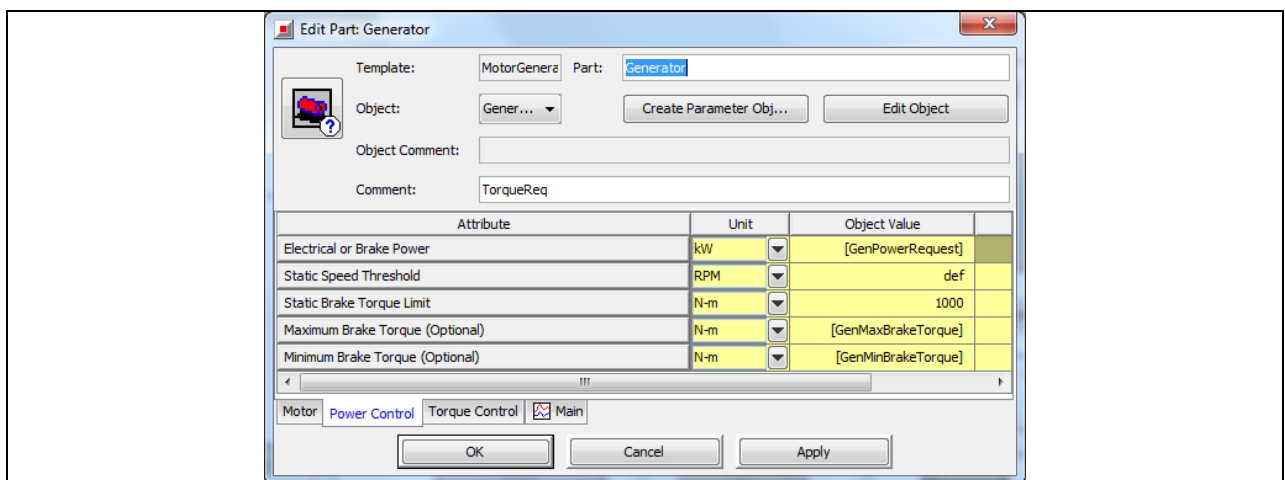 Edit Part: Generator
Template: MotorGenera Part: Generator
Object: Gener... Create Parameter Obj... Edit Object
Object Comment:
Comment: TorqueReq
Attribute Unit Object Value
Electrical or Brake Power kW [GenPowerRequest]
Static Speed Threshold RPM def
Static Brake Torque Limit N-m 1000
Maximum Brake Torque (Optional) N-m [GenMaxBrakeTorque]
Minimum Brake Torque (Optional) N-m [GenMinBrakeTorque]
Motor Power Control Torque Control Main
OK Cancel Apply